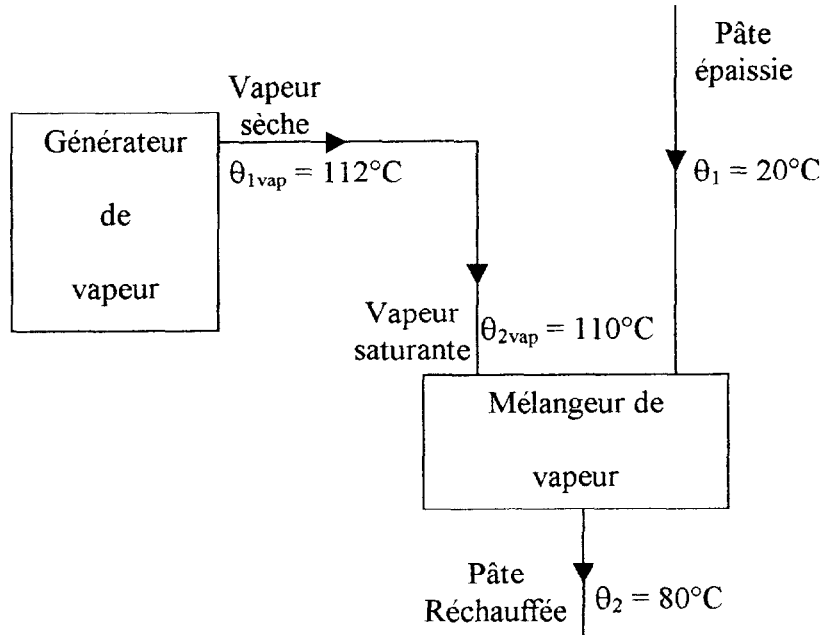 Générateur
de
vapeur
Vapeur
sèche
θ1vap = 112°C
Pâte
épaissie
θ1 = 20°C
Vapeur
saturante
θ2vap = 110°C
Mélangeur de
vapeur
Pâte
Réchauffée
θ2 = 80°C